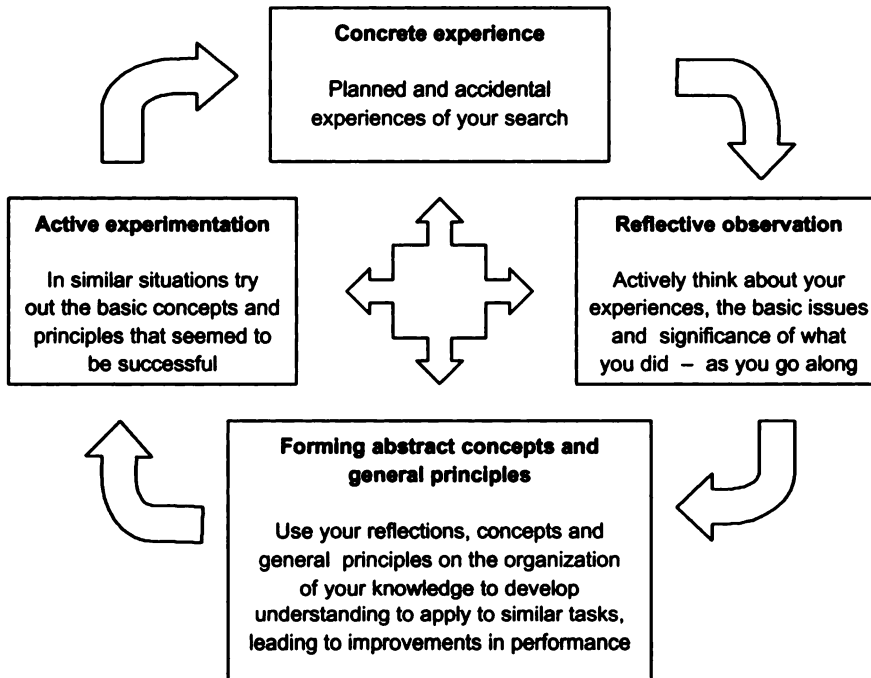 Concrete experience
Planned and accidental
experiences of your search
Active experimentation
In similar situations try
out the basic concepts and
principles that seemed to
be successful
Reflective observation
Actively think about your
experiences, the basic issues
and significance of what
you did – as you go along
Forming abstract concepts and
general principles
Use your reflections, concepts and
general principles on the organization
of your knowledge to develop
understanding to apply to similar tasks,
leading to improvements in performance